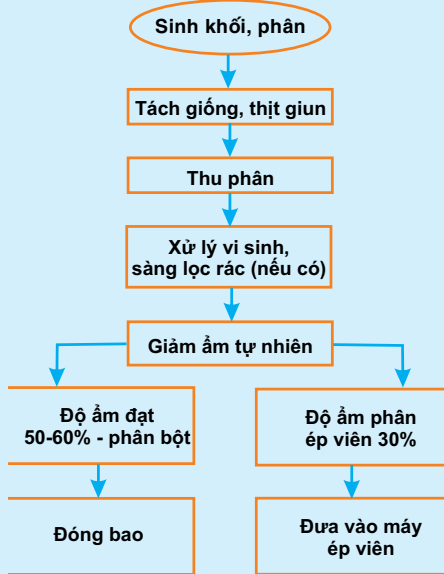 Sinh khối, phân
Tách giống, thịt giun
Thu phân
Xử lý vi sinh,
sàng lọc rác (nếu có)
Giảm ẩm tự nhiên
Độ ẩm đạt
50-60% - phân bột
Độ ẩm phân
ép viên 30%
Đóng bao
Đưa vào máy
ép viên